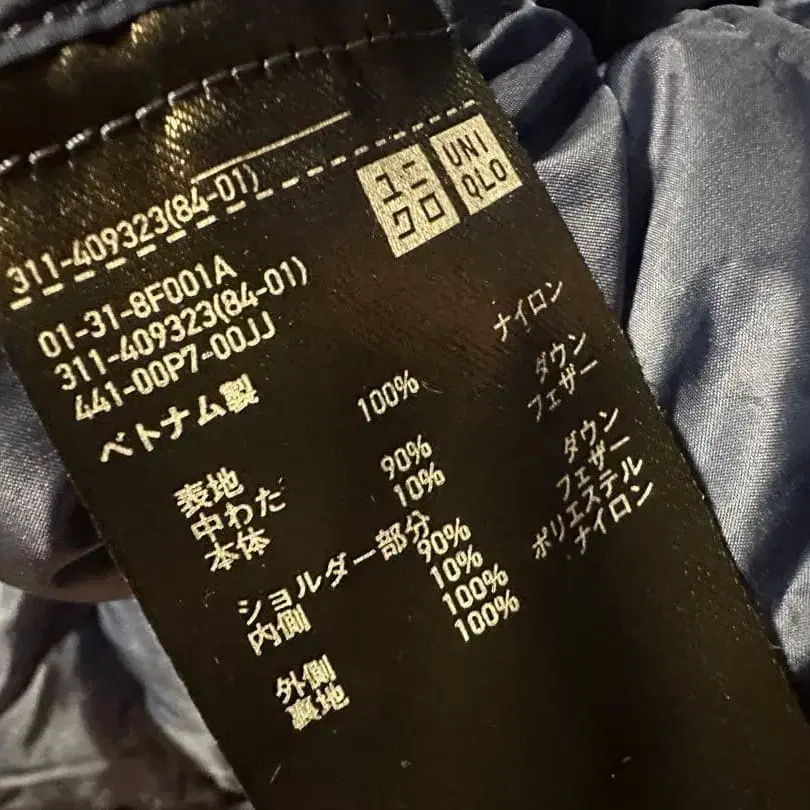 311-409323(84-01)
ユニ UNI
クロ QLO
01-31-8F001A
311-409323(84-01)
441-00P7-00JJ
ベトナム製
表地 100% ナイロン
中わた
本体 90% ダウン
10% フェザー
ショルダー部分
内側 90% ダウン
10% フェザー
外側 100% ポリエステル
裏地 100% ナイロン